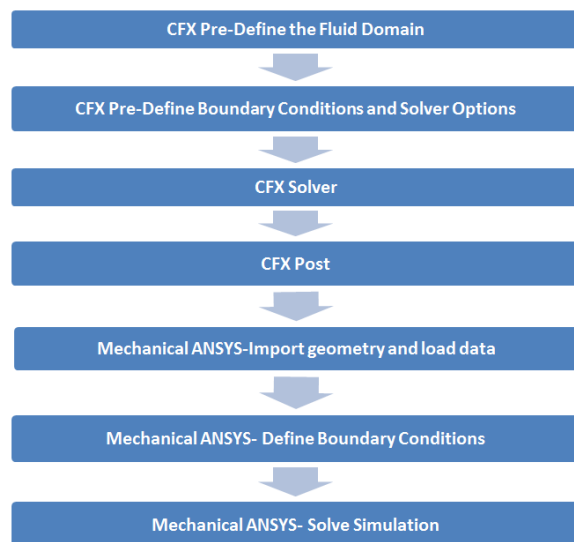 CFX Pre-Define the Fluid Domain
CFX Pre-Define Boundary Conditions and Solver Options
CFX Solver
CFX Post
Mechanical ANSYS-Import geometry and load data
Mechanical ANSYS- Define Boundary Conditions
Mechanical ANSYS- Solve Simulation